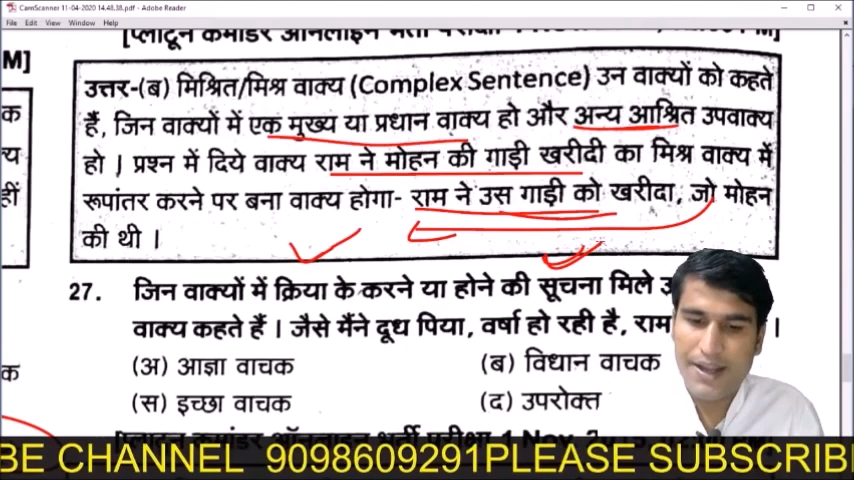 CamScanner 11-04-2020 14.48.38.pdf - Adobe Reader
File Edit View Window Help
[प्लाटून कमांडर ऑनलाइन भर्ती परीक्षा
M]
उत्तर-(ब) मिश्रित/मिश्र वाक्य (Complex Sentence) उन वाक्यों को कहते
हैं, जिन वाक्यों में एक मुख्य या प्रधान वाक्य हो और अन्य आश्रित उपवाक्य
हो | प्रश्न में दिये वाक्य राम ने मोहन की गाड़ी खरीदी का मिश्र वाक्य में
रूपांतर करने पर बना वाक्य होगा- राम ने उस गाड़ी को खरीदा, जो मोहन
की थी |
27. जिन वाक्यों में क्रिया के करने या होने की सूचना मिले
वाक्य कहते हैं | जैसे मैंने दूध पिया, वर्षा हो रही है, राम |
(अ) आज्ञा वाचक (ब) विधान वाचक
(स) इच्छा वाचक (द) उपरोक्त
BE CHANNEL 9098609291PLEASE SUBSCRIB